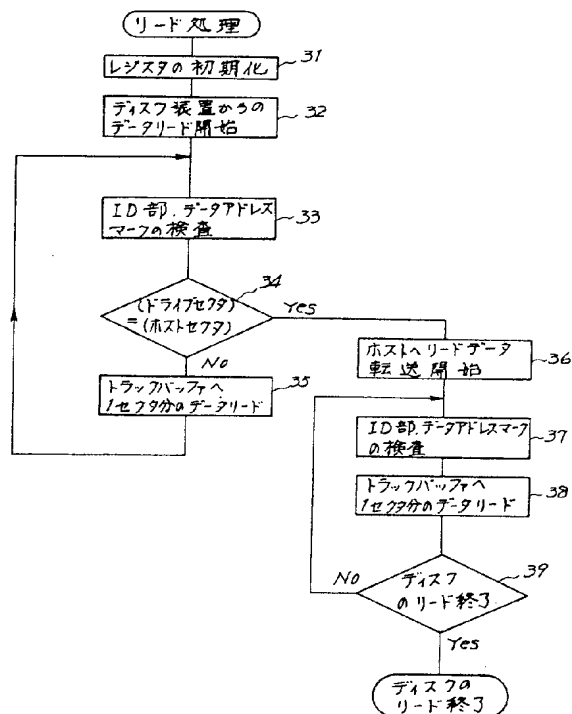 リード処理
レジスタの初期化
31
ディスク装置からの
データリード開始
32
ID部.データアドレス
マークの検査
33
(ドライブセクタ)
=(ホストセクタ)
34
Yes
No
トラックバッファへ
1セクタ分のデータリード
35
ホストへリードデータ
転送開始
36
ID部.データアドレスマーク
の検査
37
トラックバッファへ
1セクタ分のデータリード
38
ディスク
のリード終了
39
No
Yes
ディスクの
リード終了